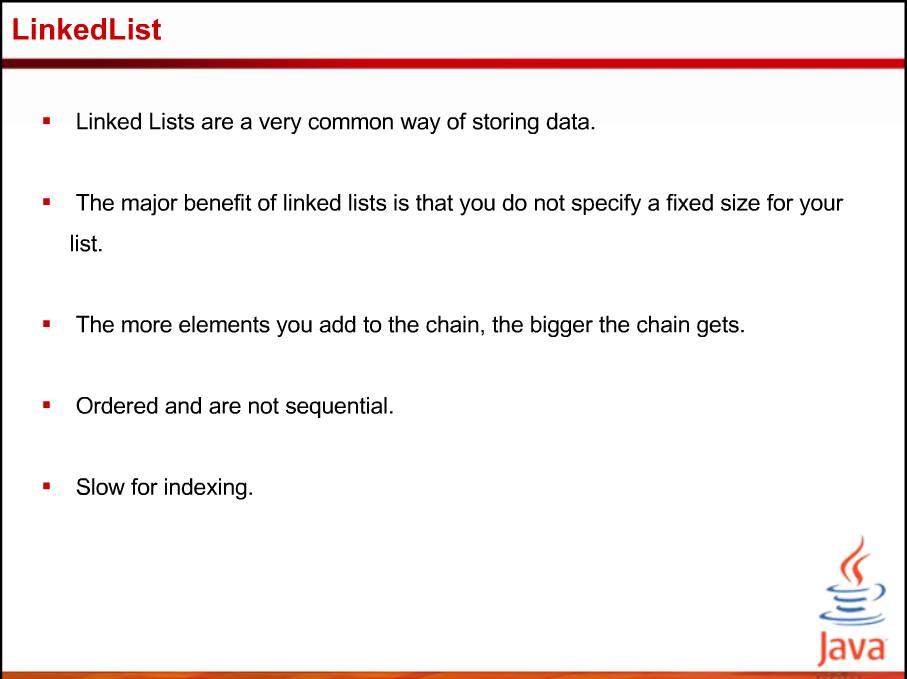 LinkedList
▪ Linked Lists are a very common way of storing data.
▪ The major benefit of linked lists is that you do not specify a fixed size for your
list.
▪ The more elements you add to the chain, the bigger the chain gets.
▪ Ordered and are not sequential.
▪ Slow for indexing.
Java